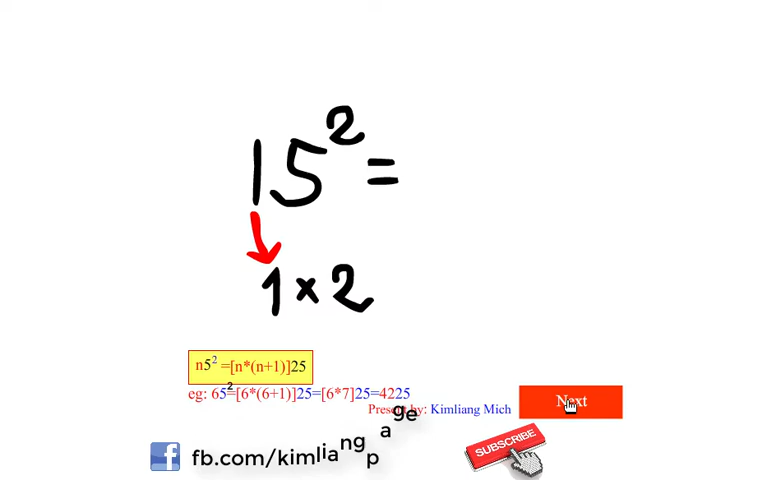 15²=
1×2
n5² =[n*(n+1)]25
eg: 65²=[6*(6+1)]25=[6*7]25=4225
Next
Present by: Kimliang Mich
fb.com/kimliangpage
SUBSCRIBE